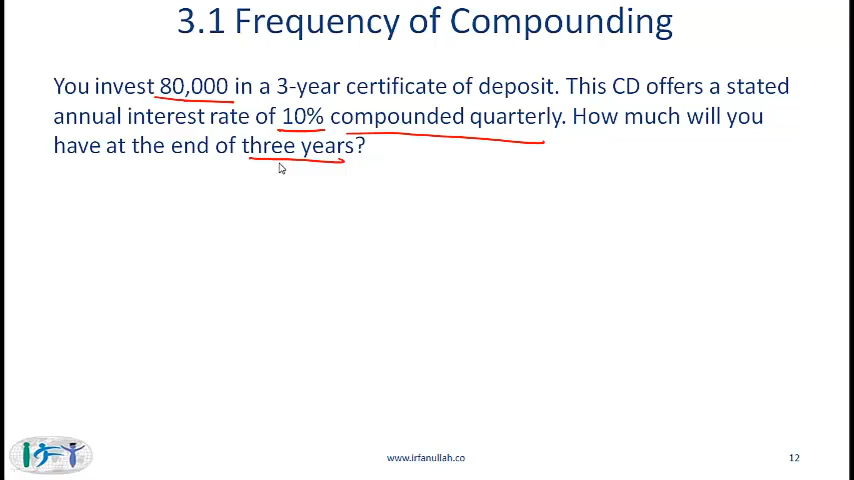 3.1 Frequency of Compounding
You invest 80,000 in a 3-year certificate of deposit. This CD offers a stated
annual interest rate of 10% compounded quarterly. How much will you
have at the end of three years?
www.irfanullah.co
12